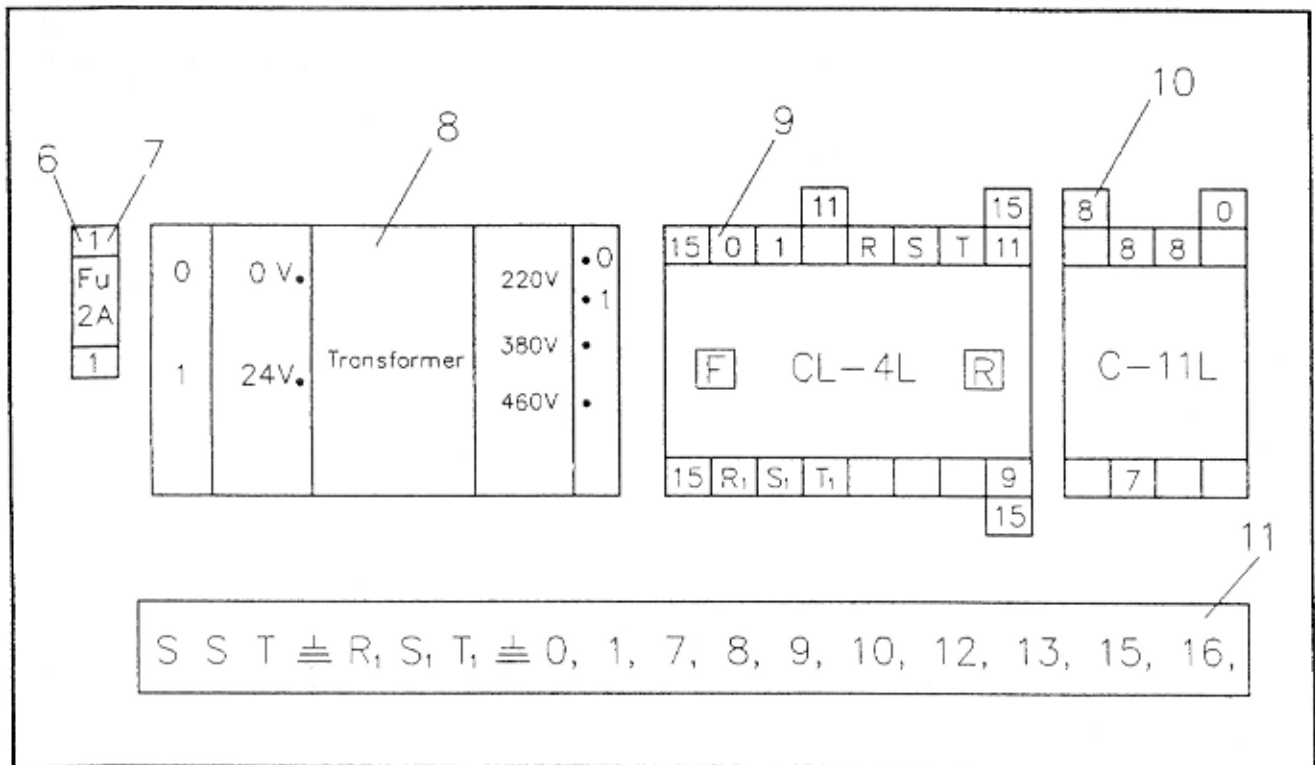 10
9
8
6 7
11 15 8 0
1 15 0 1 R S T 11 8 8
Fu
2A
1
0 0 V. 220V 0
1
1 24V. Transformer 380V
460V
F CL-4L R C-11L
15 R₁ S₁ T₁ 9 7
15
11
S S T ⏚ R₁ S₁ T₁ ⏚ 0, 1, 7, 8, 9, 10, 12, 13, 15, 16,